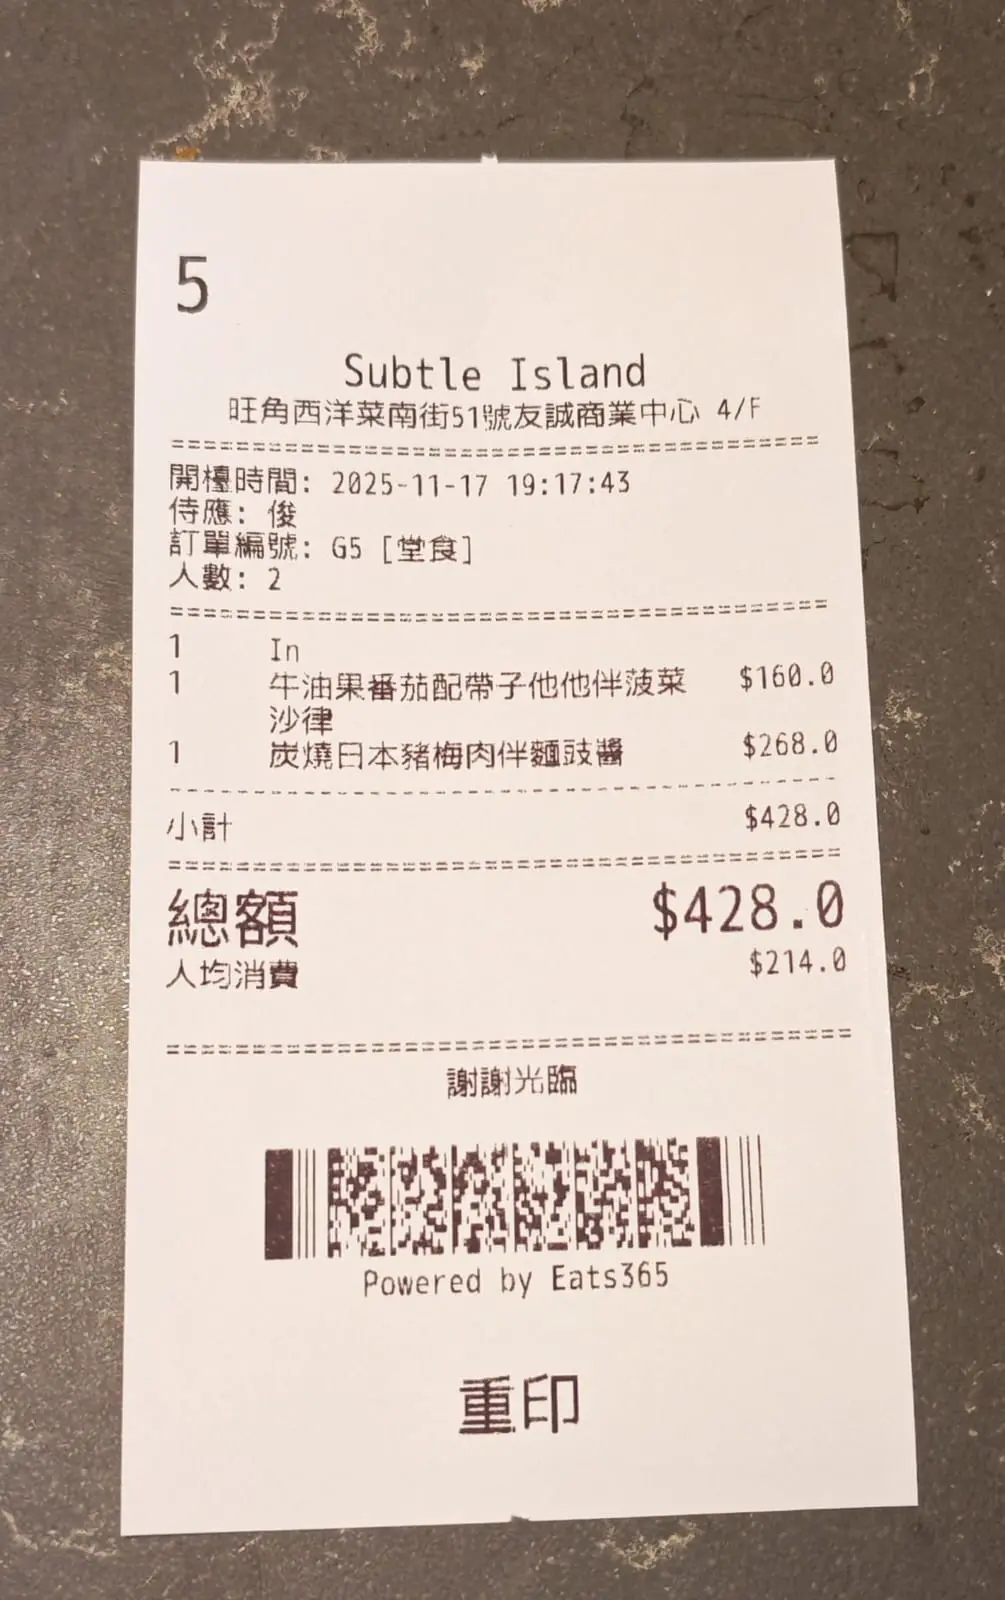 5
Subtle Island
旺角西洋菜南街51號友誠商業中心 4/F
開檯時間: 2025-11-17 19:17:43
侍應: 俊
訂單編號: G5 [堂食]
人數: 2
1 In
1 牛油果番茄配帶子他他伴菠菜沙律 $160.0
1 炭燒日本豬梅肉伴麵豉醬 $268.0
小計 $428.0
總額 $428.0
人均消費 $214.0
謝謝光臨
Powered by Eats365
重印